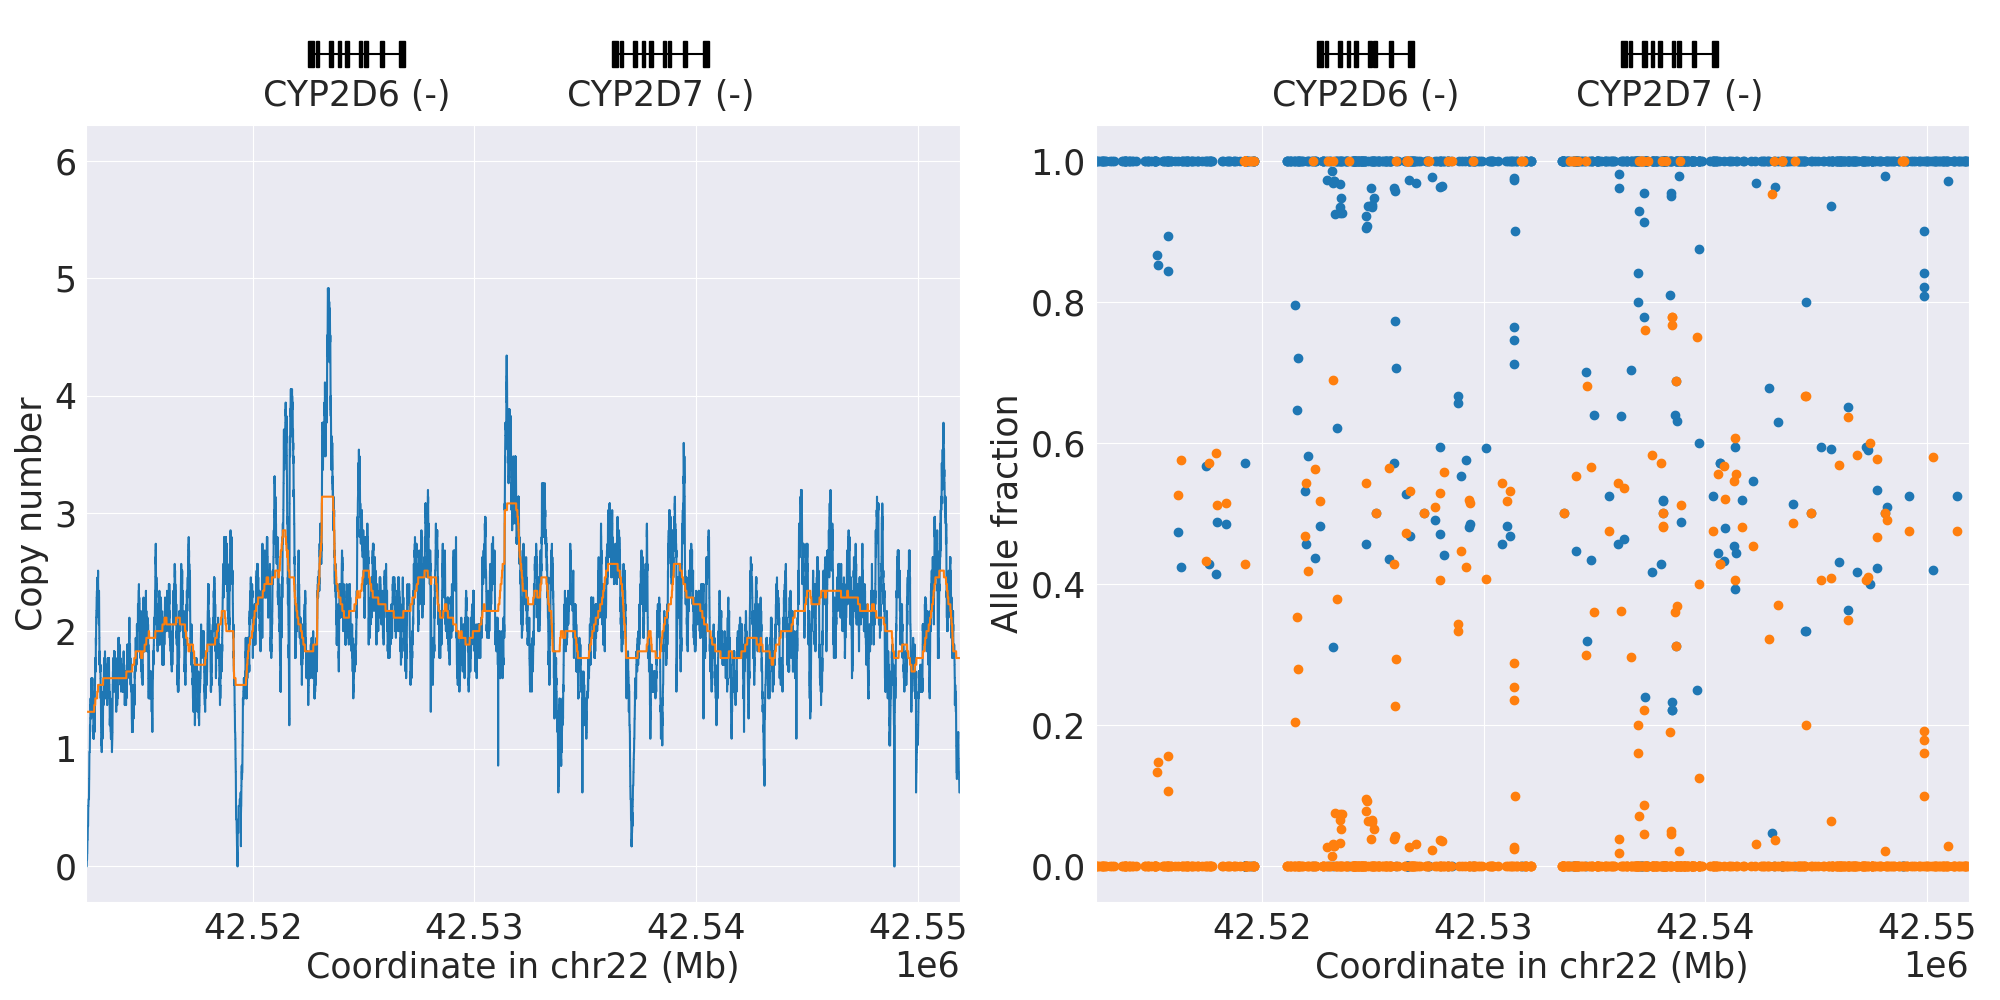 CYP2D6 (-) CYP2D7 (-)
6
5
4
3
2
1
0
Copy number
42.52 42.53 42.54 42.55
Coordinate in chr22 (Mb)
1e6
CYP2D6 (-) CYP2D7 (-)
1.0
0.8
0.6
0.4
0.2
0.0
Allele fraction
42.52 42.53 42.54 42.55
Coordinate in chr22 (Mb)
1e6